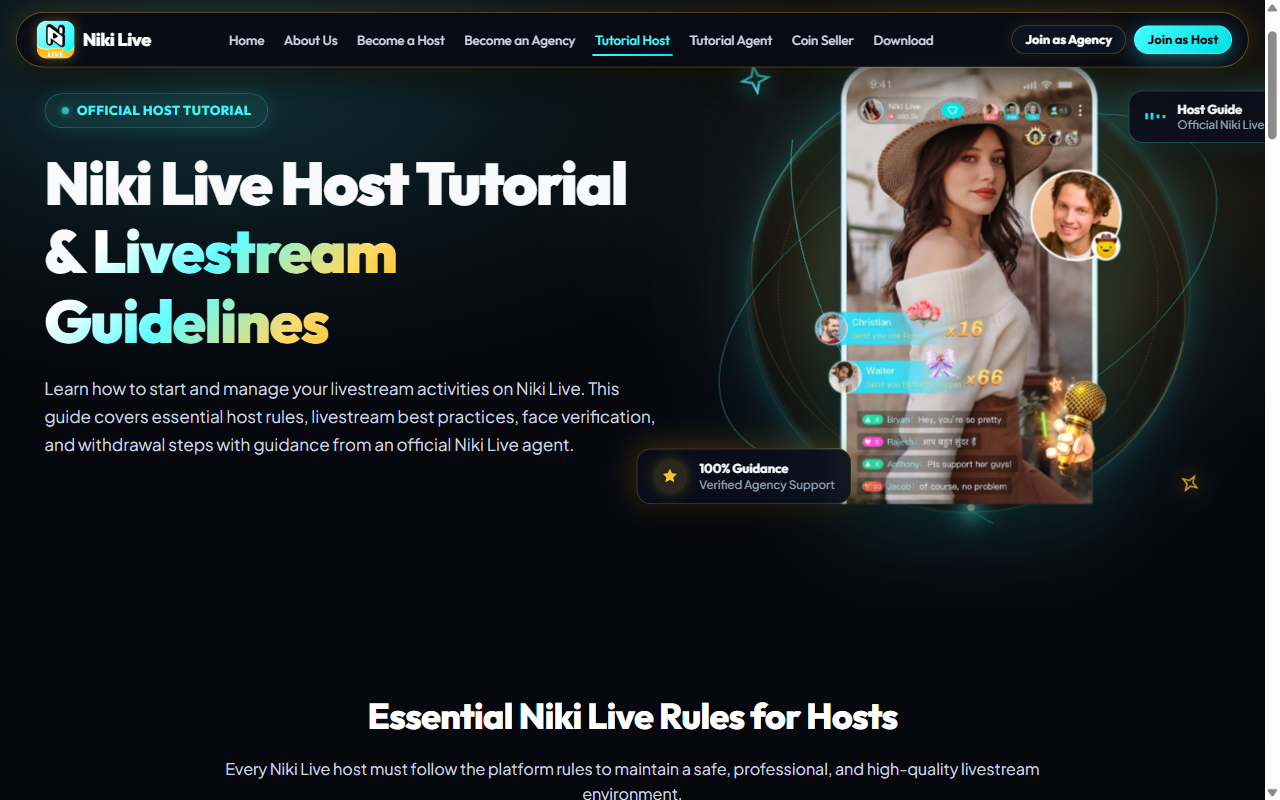 Niki Live
LIVE
Home
About Us
Become a Host
Become an Agency
Tutorial Host
Tutorial Agent
Coin Seller
Download
Join as Agency
Join as Host
OFFICIAL HOST TUTORIAL
Niki Live Host Tutorial
& Livestream
Guidelines
Learn how to start and manage your livestream activities on Niki Live. This
guide covers essential host rules, livestream best practices, face verification,
and withdrawal steps with guidance from an official Niki Live agent.
9:41
Niki Live
Host Guide
Official Niki Live
Christian
Send you one
x16
Walter
Send you
x66
Bryan: Hey, you're so pretty
Rajesh: आप बहुत सुंदर हैं
Anthony: Pls support her guys!
Jacob: of course, no problem
100% Guidance
Verified Agency Support
Essential Niki Live Rules for Hosts
Every Niki Live host must follow the platform rules to maintain a safe, professional, and high-quality livestream
environment.